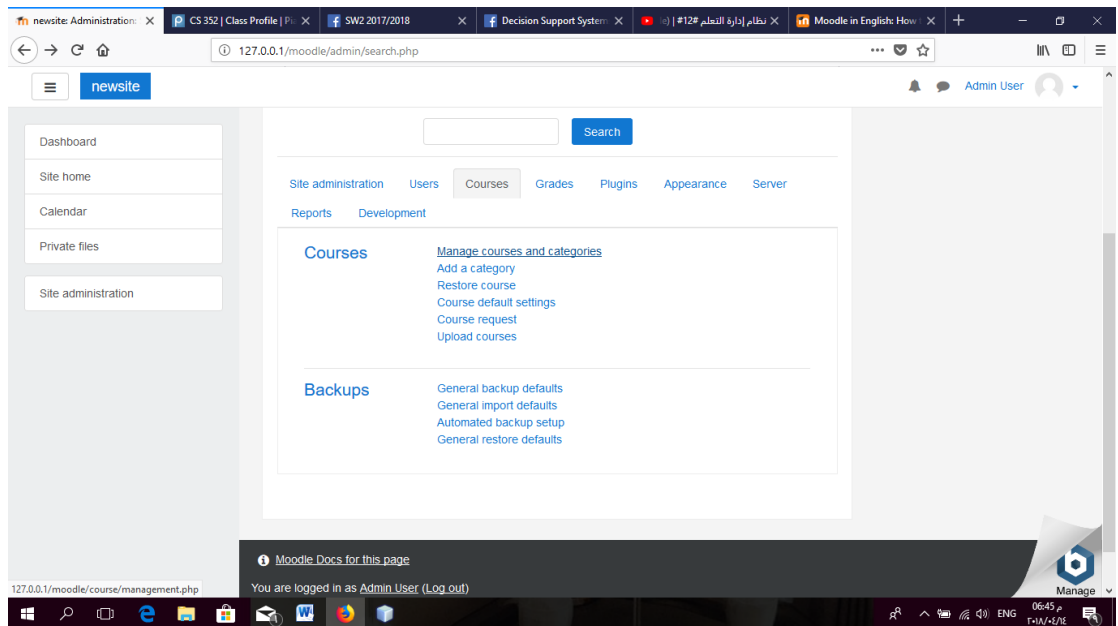 newsite: Administration:
CS 352 | Class Profile | Pia
SW2 2017/2018
Decision Support System
نظام إدارة التعلم #12# | (le
Moodle in English: How t
127.0.0.1/moodle/admin/search.php
newsite
Admin User
Dashboard
Site home
Calendar
Private files
Site administration
Search
Site administration Users Courses Grades Plugins Appearance Server
Reports Development
Courses
Manage courses and categories
Add a category
Restore course
Course default settings
Course request
Upload courses
Backups
General backup defaults
General import defaults
Automated backup setup
General restore defaults
Moodle Docs for this page
You are logged in as Admin User (Log out)
127.0.0.1/moodle/course/management.php
Manage
ENG
06:45 م
٢٠١٨/٠٤/١٤